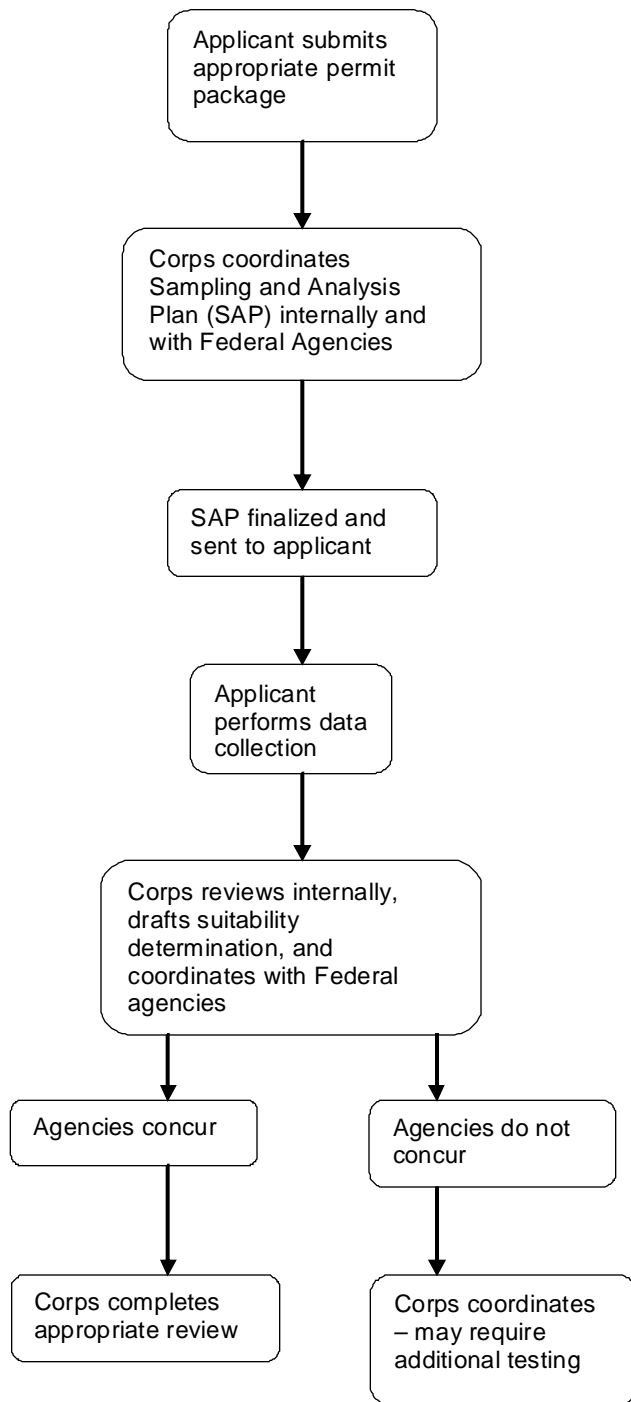 Applicant submits
appropriate permit
package
Corps coordinates
Sampling and Analysis
Plan (SAP) internally and
with Federal Agencies
SAP finalized and
sent to applicant
Applicant
performs data
collection
Corps reviews internally,
drafts suitability
determination, and
coordinates with Federal
agencies
Agencies concur
Agencies do not
concur
Corps completes
appropriate review
Corps coordinates
– may require
additional testing